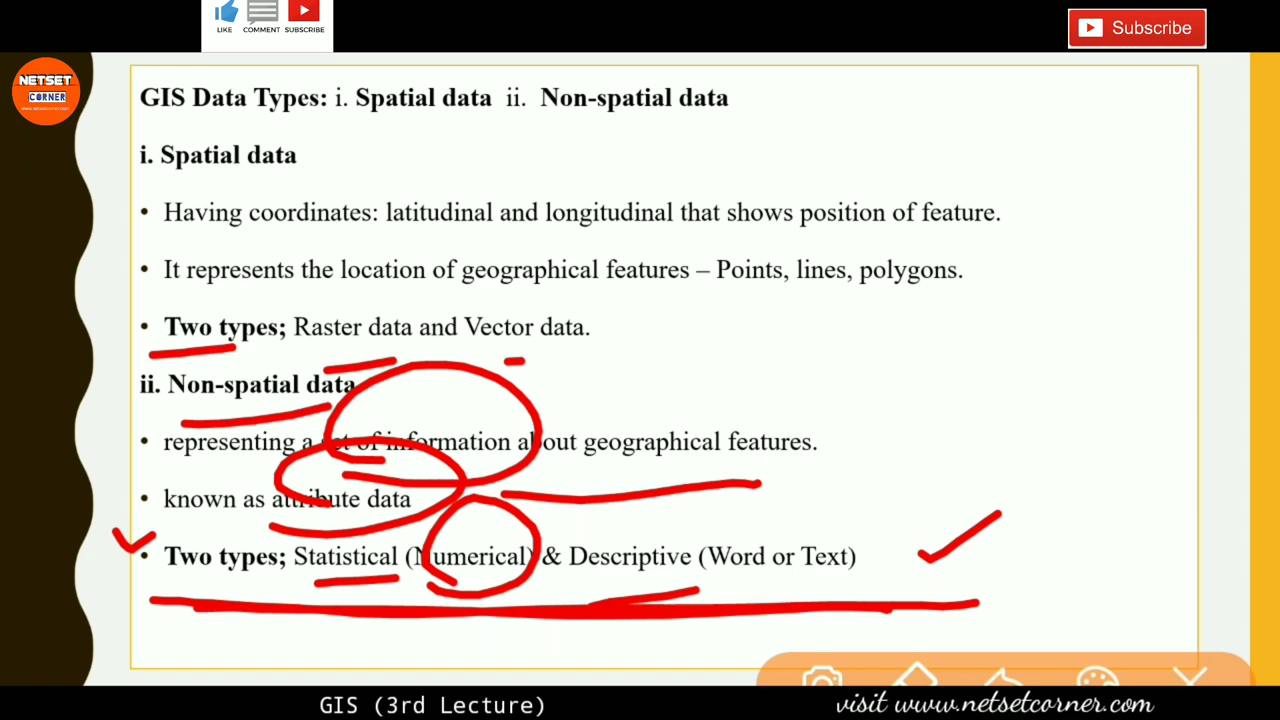 LIKE COMMENT SUBSCRIBE
Subscribe
NETSET
CORNER
www.netsetcorner.com
GIS Data Types: i. Spatial data ii. Non-spatial data
i. Spatial data
• Having coordinates: latitudinal and longitudinal that shows position of feature.
• It represents the location of geographical features – Points, lines, polygons.
• Two types; Raster data and Vector data.
ii. Non-spatial data
• representing a set of information about geographical features.
• known as attribute data
• Two types; Statistical (Numerical) & Descriptive (Word or Text)
GIS (3rd Lecture)
visit www.netsetcorner.com